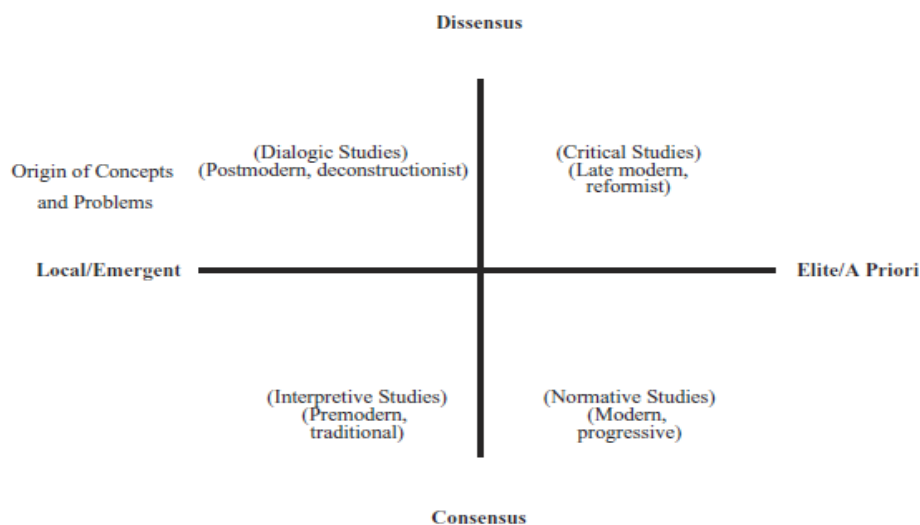 Dissensus
(Dialogic Studies)
(Postmodern, deconstructionist)
(Critical Studies)
(Late modern,
reformist)
Origin of Concepts
and Problems
Local/Emergent
Elite/A Priori
(Interpretive Studies)
(Premodern,
traditional)
(Normative Studies)
(Modern,
progressive)
Consensus